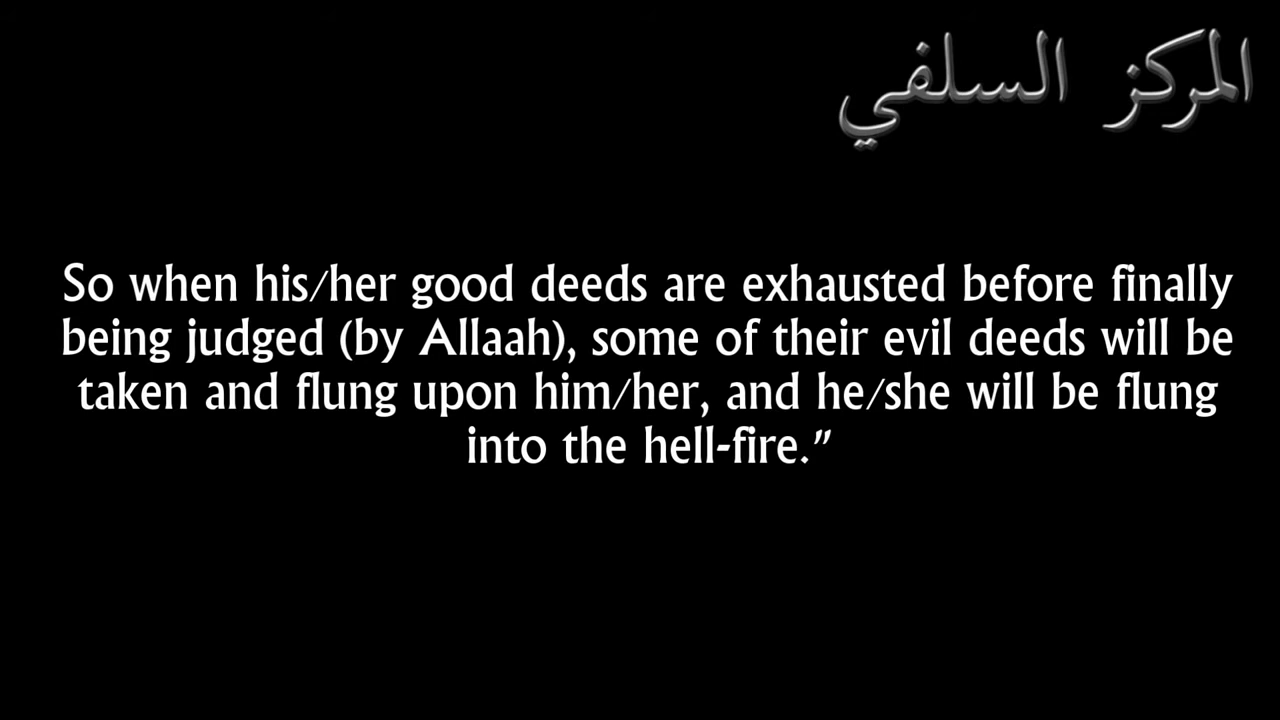 المركز السلفي
So when his/her good deeds are exhausted before finally
being judged (by Allaah), some of their evil deeds will be
taken and flung upon him/her, and he/she will be flung
into the hell-fire.”